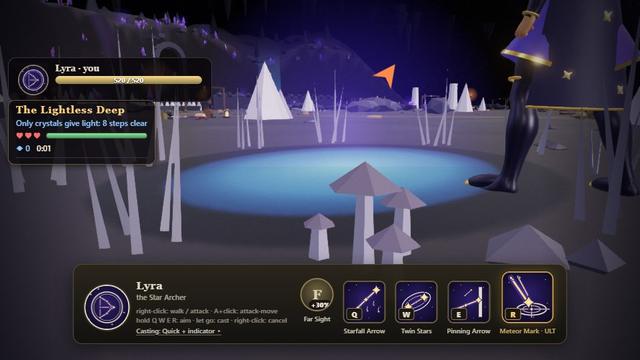 Lyra · you
520 / 520
The Lightless Deep
Only crystals give light: 8 steps clear
0 0:01
Lyra
the Star Archer
right-click: walk / attack · A+click: attack-move
hold Q W E R: aim · let go: cast · right-click: cancel
Casting: Quick + indicator
F
+30%
Far Sight
Q
Starfall Arrow
W
Twin Stars
E
Pinning Arrow
R
Meteor Mark · ULT